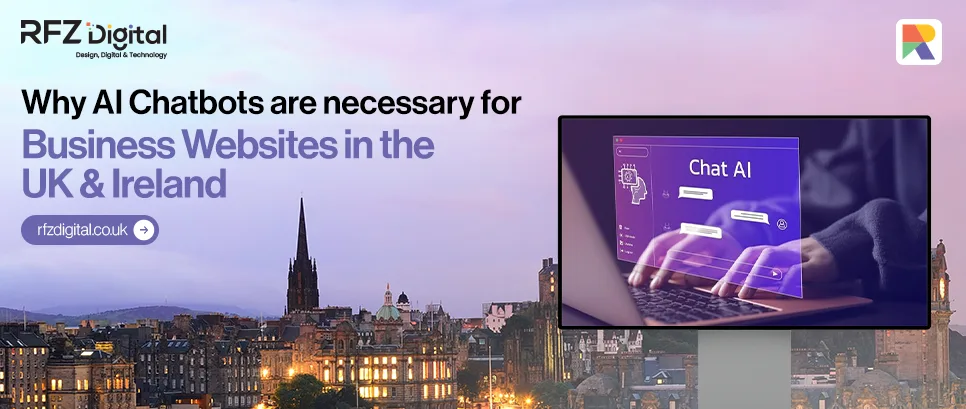 RFZ Digital
Design, Digital & Technology
Why AI Chatbots are necessary for
Business Websites in the
UK & Ireland
rfzdigital.co.uk
Chat AI